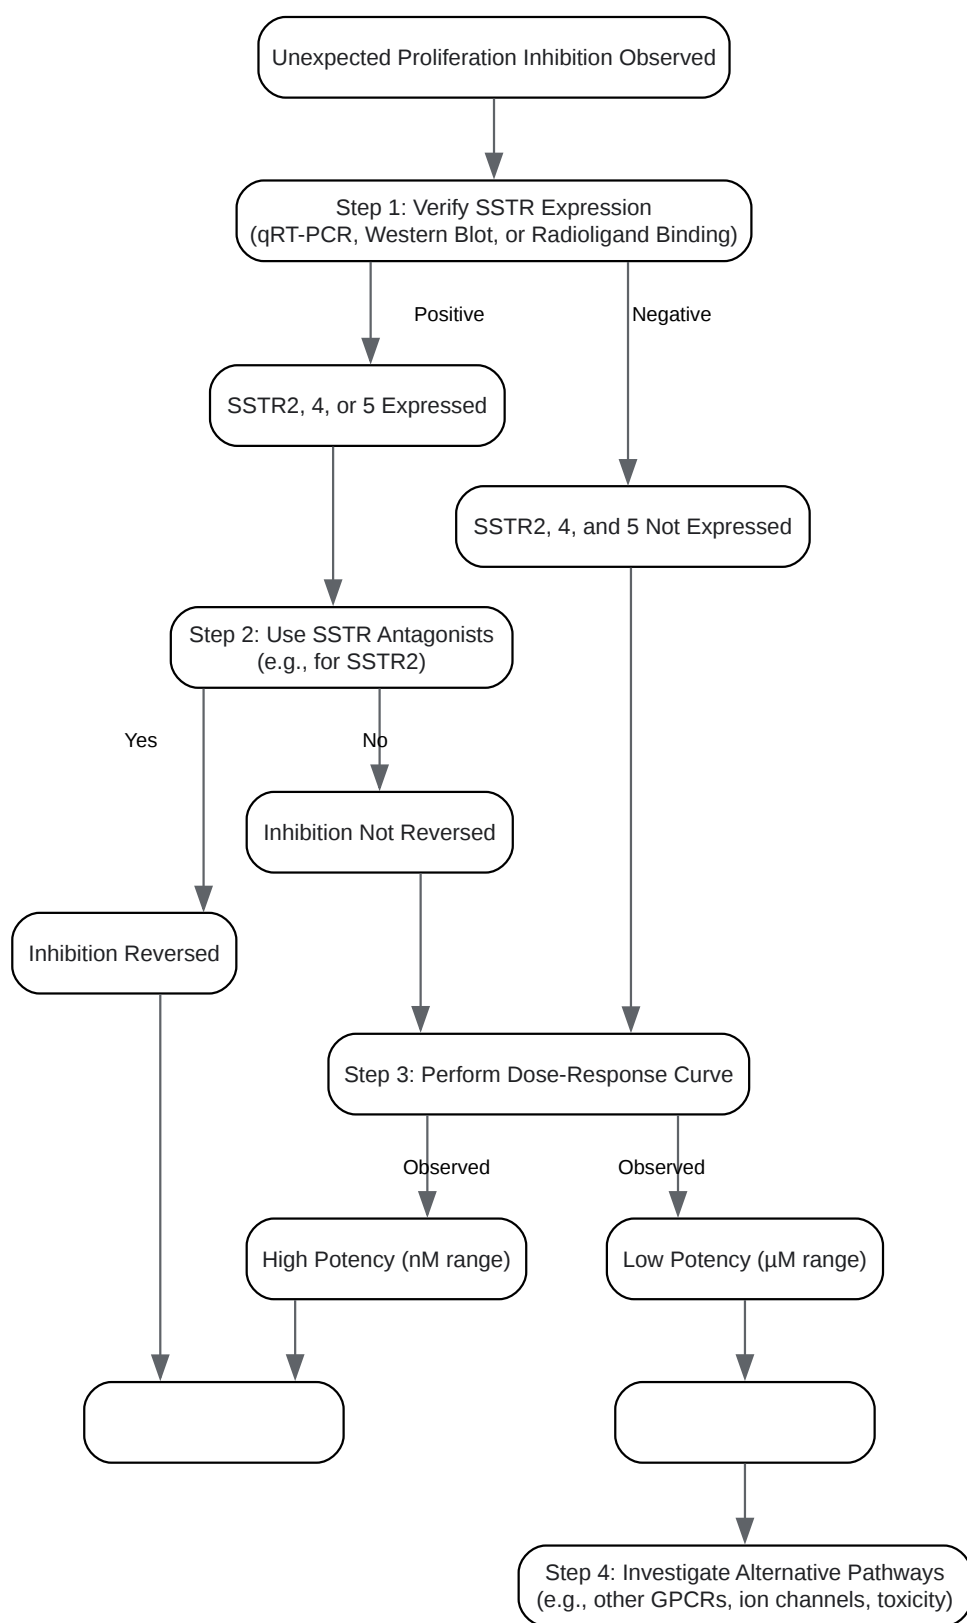 Unexpected Proliferation Inhibition Observed
Step 1: Verify SSTR Expression
(qRT-PCR, Western Blot, or Radioligand Binding)
Positive
Negative
SSTR2, 4, or 5 Expressed
SSTR2, 4, and 5 Not Expressed
Step 2: Use SSTR Antagonists
(e.g., for SSTR2)
Yes
No
Inhibition Not Reversed
Inhibition Reversed
Step 3: Perform Dose-Response Curve
Observed
Observed
High Potency (nM range)
Low Potency (µM range)
Step 4: Investigate Alternative Pathways
(e.g., other GPCRs, ion channels, toxicity)